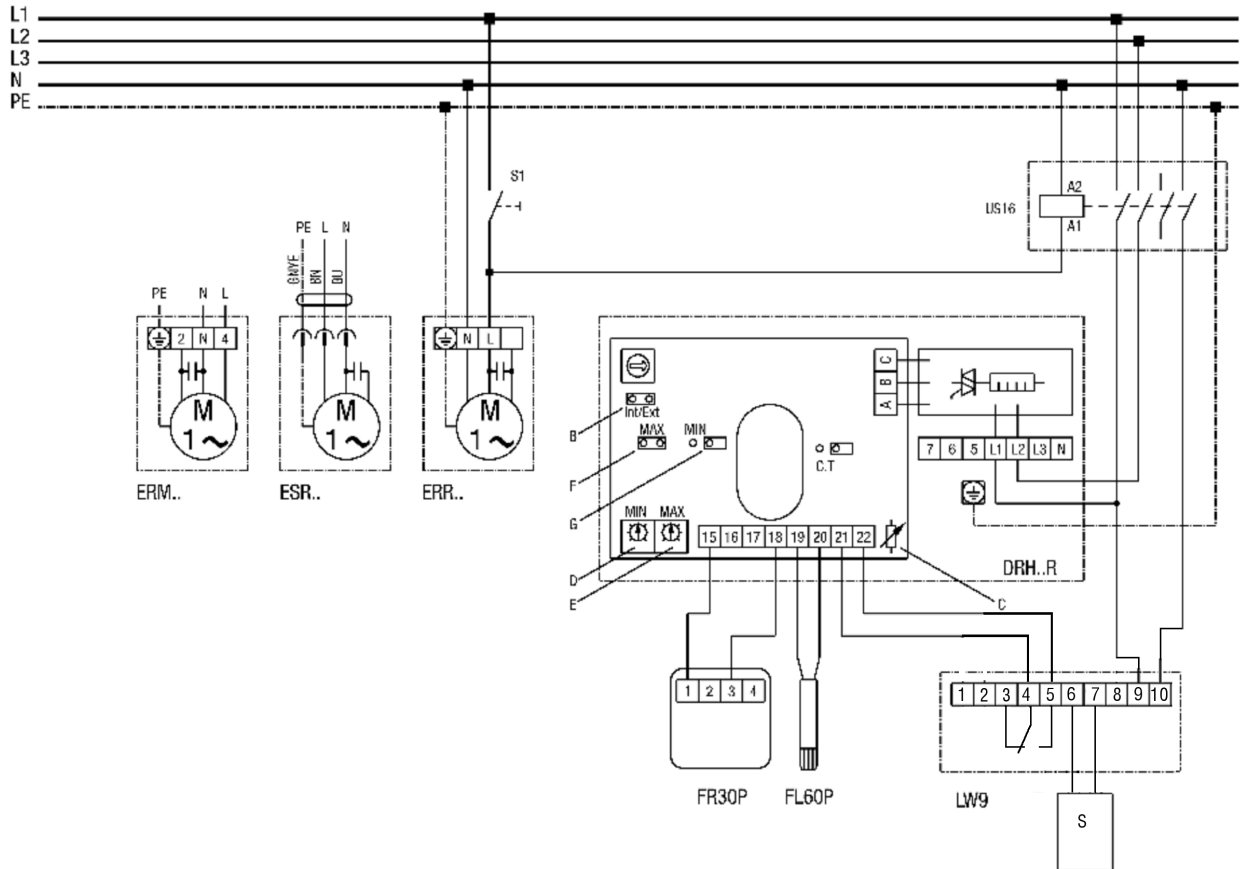 L1
L2
L3
N
PE
S1
A2
US16
A1
PE L N
GNYE BN BU
PE N L
2 N 4
N L
M
1
M
1
M
1
ERM..
ESR..
ERR..
Int/Ext
B
MAX MIN
F
C.T
G
MIN MAX
D
E
15 16 17 18 19 20 21 22
C
B
A
7 6 5 L1 L2 L3 N
DRH..R
C
1 2 3 4
FR30P
FL60P
1 2 3 4 5 6 7 8 9 10
LW9
S